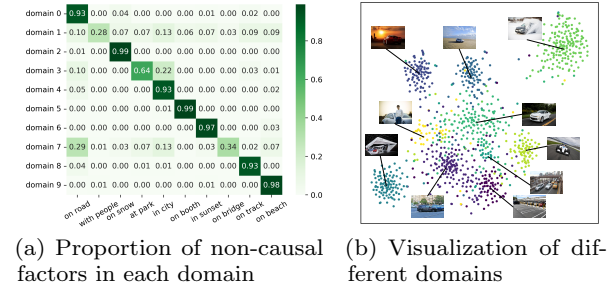 domain 0 0.93 0.00 0.04 0.00 0.01 0.00 0.00 0.00 0.01 0.00
domain 1 0.10 0.28 0.07 0.07 0.13 0.06 0.07 0.03 0.09 0.09
domain 2 0.01 0.00 0.99 0.00 0.00 0.00 0.00 0.00 0.00 0.00
domain 3 0.10 0.01 0.00 0.64 0.22 0.00 0.00 0.00 0.03 0.01
domain 4 0.05 0.00 0.00 0.01 0.93 0.00 0.00 0.00 0.01 0.00
domain 5 0.00 0.00 0.00 0.00 0.01 0.99 0.00 0.00 0.00 0.00
domain 6 0.00 0.00 0.00 0.00 0.00 0.00 0.97 0.00 0.01 0.01
domain 7 0.29 0.01 0.03 0.07 0.13 0.00 0.03 0.34 0.02 0.07
domain 8 0.04 0.00 0.01 0.01 0.01 0.00 0.00 0.00 0.93 0.00
domain 9 0.00 0.01 0.00 0.00 0.00 0.00 0.01 0.00 0.00 0.98
on road
with people
on snow
at park
in city
on booth
in sunset
on bridge
on track
on beach
0.8
0.6
0.4
0.2
0.0
(a) Proportion of non-causal
factors in each domain
(b) Visualization of dif-
ferent domains